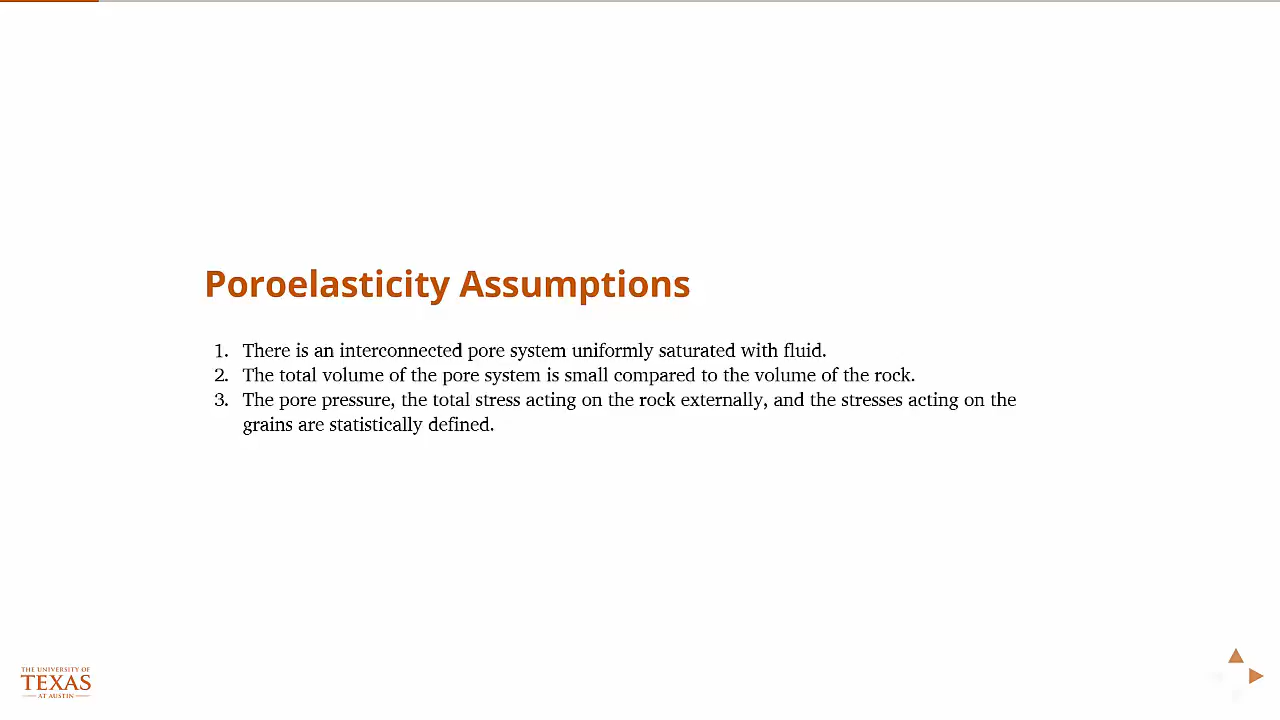 Poroelasticity Assumptions
1. There is an interconnected pore system uniformly saturated with fluid.
2. The total volume of the pore system is small compared to the volume of the rock.
3. The pore pressure, the total stress acting on the rock externally, and the stresses acting on the
grains are statistically defined.
THE UNIVERSITY OF
TEXAS
AT AUSTIN